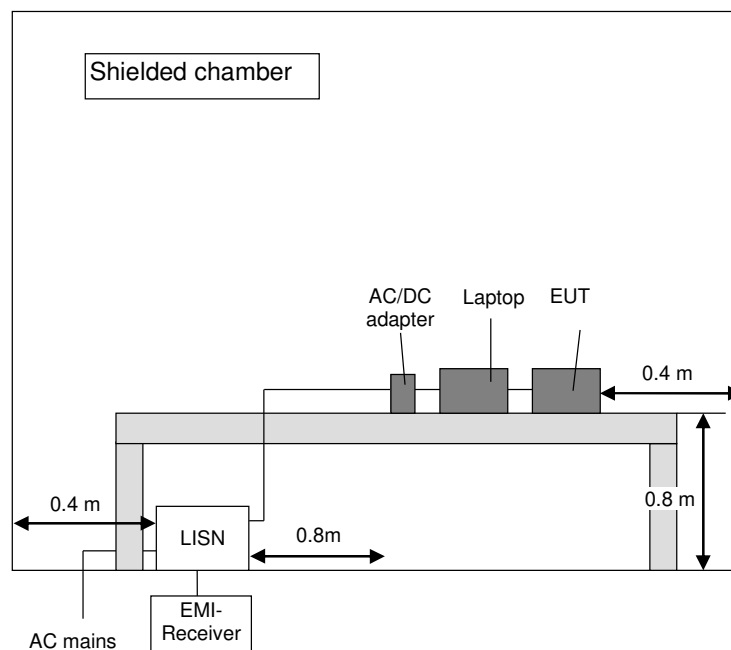 Shielded chamber
AC/DC
adapter
Laptop
EUT
0.4 m
0.8 m
0.4 m
LISN
0.8m
EMI-
Receiver
AC mains